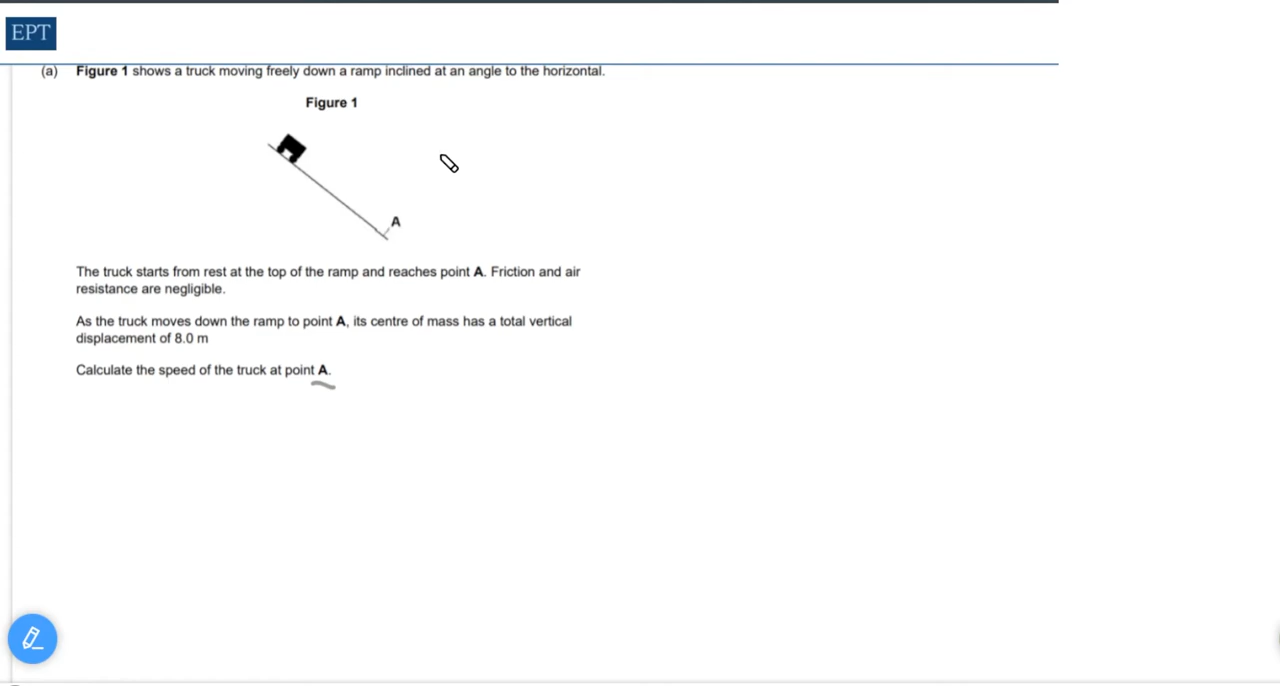 EPT
(a) Figure 1 shows a truck moving freely down a ramp inclined at an angle to the horizontal.
Figure 1
A
The truck starts from rest at the top of the ramp and reaches point A. Friction and air
resistance are negligible.
As the truck moves down the ramp to point A, its centre of mass has a total vertical
displacement of 8.0 m
Calculate the speed of the truck at point A.